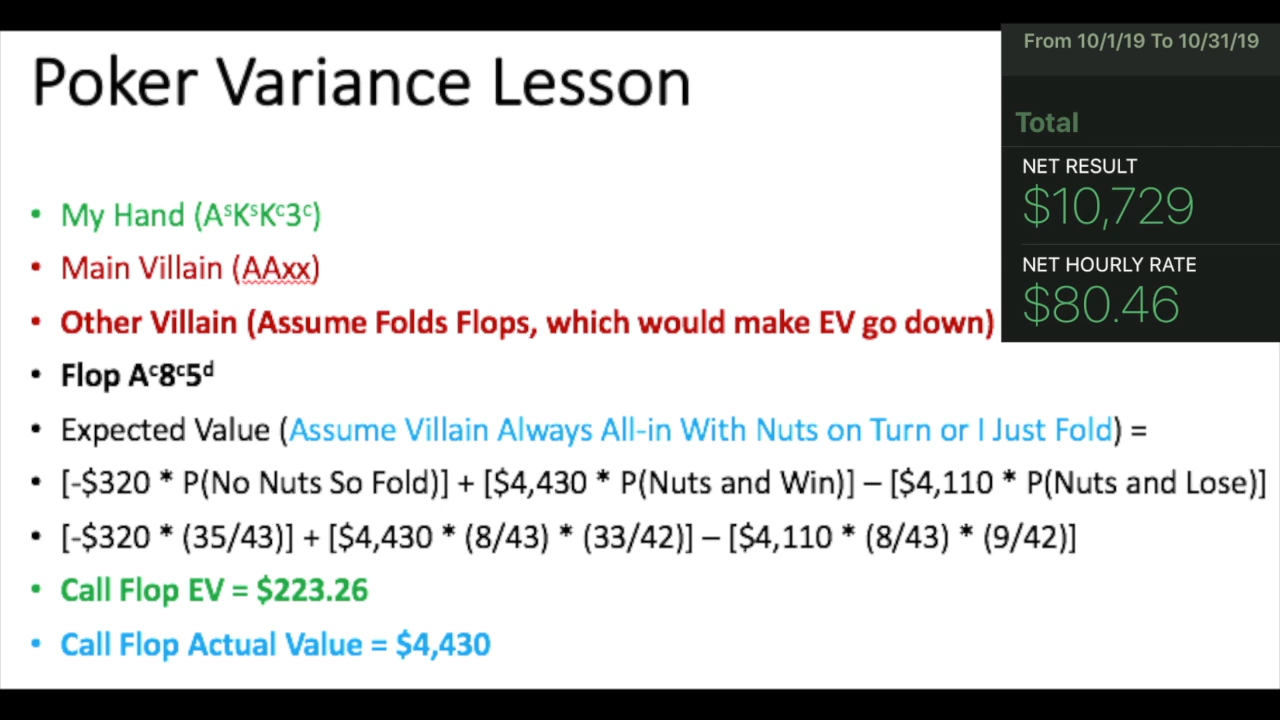 Poker Variance Lesson
From 10/1/19 To 10/31/19
Total
NET RESULT
$10,729
NET HOURLY RATE
$80.46
• My Hand (AˢKˢKᶜ3ᶜ)
• Main Villain (AAxx)
• Other Villain (Assume Folds Flops, which would make EV go down)
• Flop Aᶜ8ᶜ5ᵈ
• Expected Value (Assume Villain Always All-in With Nuts on Turn or I Just Fold) =
• [-$320 * P(No Nuts So Fold)] + [$4,430 * P(Nuts and Win)] – [$4,110 * P(Nuts and Lose)]
• [-$320 * (35/43)] + [$4,430 * (8/43) * (33/42)] – [$4,110 * (8/43) * (9/42)]
• Call Flop EV = $223.26
• Call Flop Actual Value = $4,430